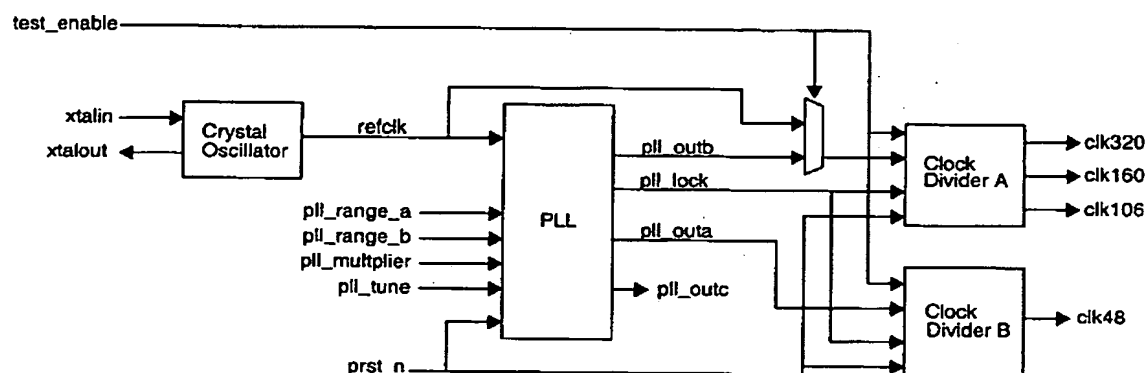 test_enable
xtalin
xtalout
Crystal
Oscillator
refclk
pll_range_a
pll_range_b
pll_multplier
pll_tune
prst_n
PLL
pll_outb
pll_lock
pll_outa
pll_outc
Clock
Divider A
clk320
clk160
clk106
Clock
Divider B
clk48